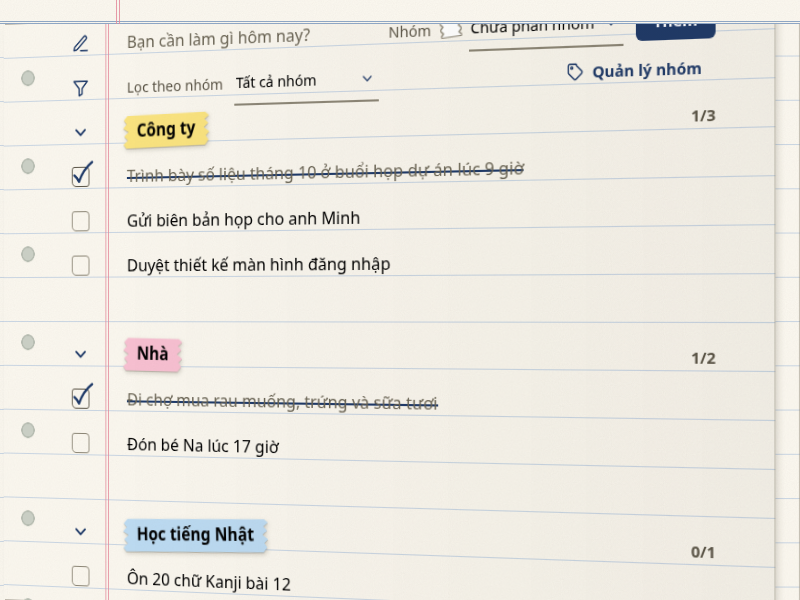 Bạn cần làm gì hôm nay?
Nhóm Chưa phân nhóm Thêm
Lọc theo nhóm Tất cả nhóm
Quản lý nhóm
Công ty 1/3
Trình bày số liệu tháng 10 ở buổi họp dự án lúc 9 giờ
Gửi biên bản họp cho anh Minh
Duyệt thiết kế màn hình đăng nhập
Nhà 1/2
Đi chợ mua rau muống, trứng và sữa tươi
Đón bé Na lúc 17 giờ
Học tiếng Nhật 0/1
Ôn 20 chữ Kanji bài 12